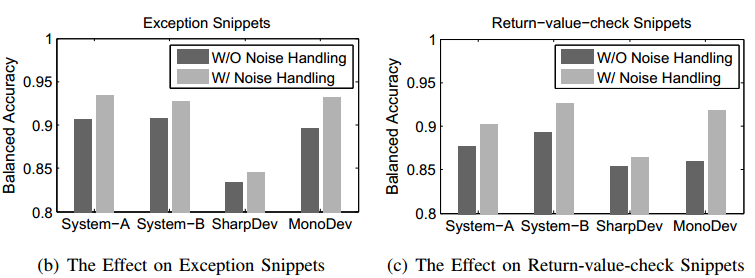 Exception Snippets
1
0.95
0.9
0.85
0.8
Balanced Accuracy
W/O Noise Handling
W/ Noise Handling
System−A System−B SharpDev MonoDev
(b) The Effect on Exception Snippets
Return−value−check Snippets
1
0.95
0.9
0.85
0.8
Balanced Accuracy
W/O Noise Handling
W/ Noise Handling
System−A System−B SharpDev MonoDev
(c) The Effect on Return-value-check Snippets